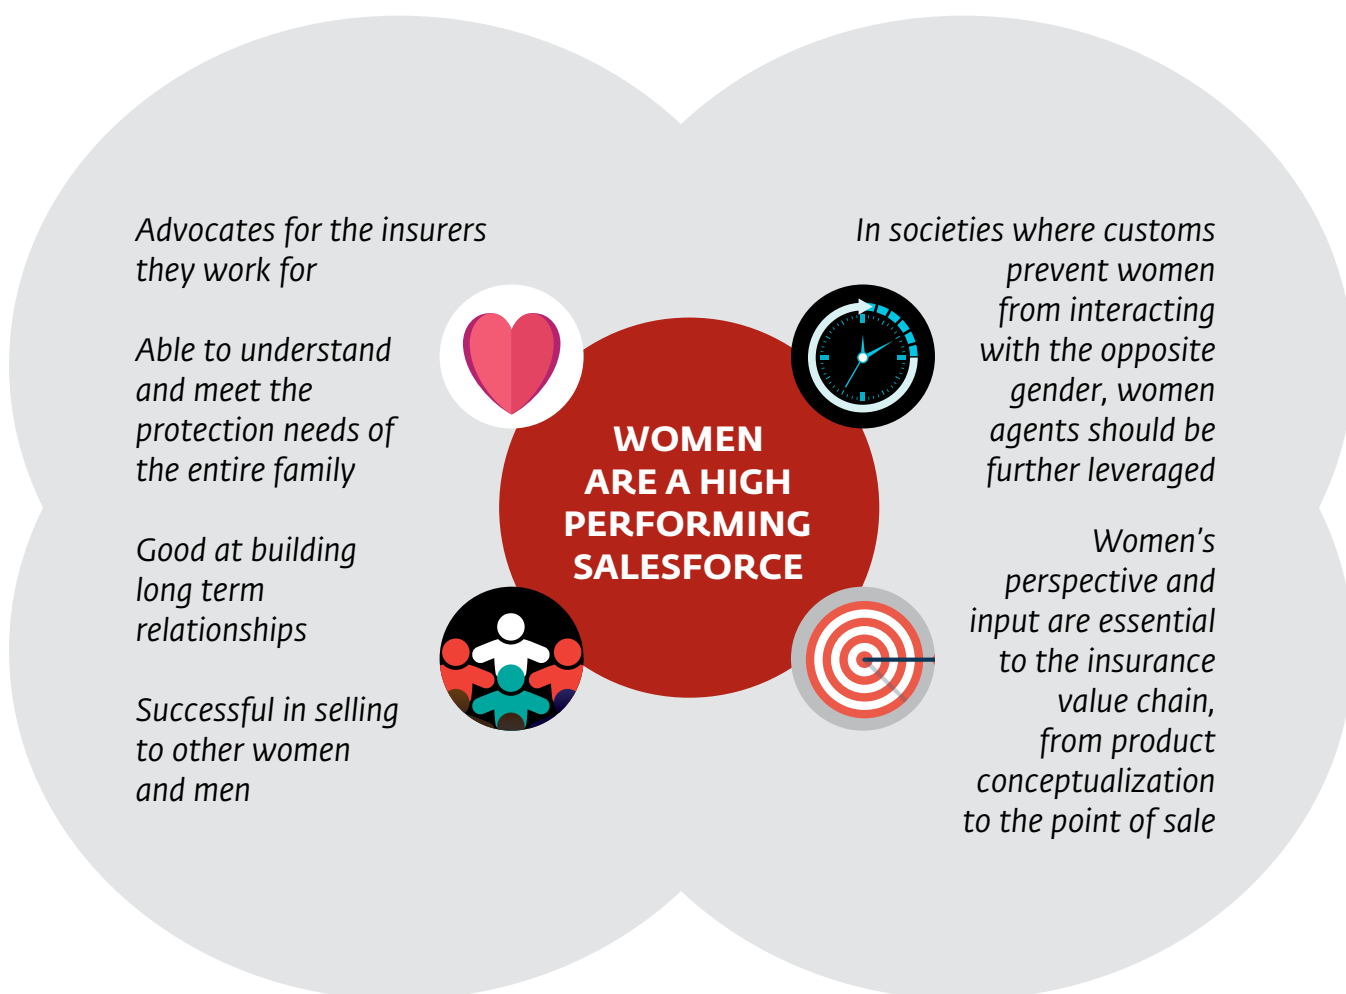 Advocates for the insurers
they work for
Able to understand
and meet the
protection needs of
the entire family
Good at building
long term
relationships
Successful in selling
to other women
and men
WOMEN
ARE A HIGH
PERFORMING
SALESFORCE
In societies where customs
prevent women
from interacting
with the opposite
gender, women
agents should be
further leveraged
Women's
perspective and
input are essential
to the insurance
value chain,
from product
conceptualization
to the point of sale